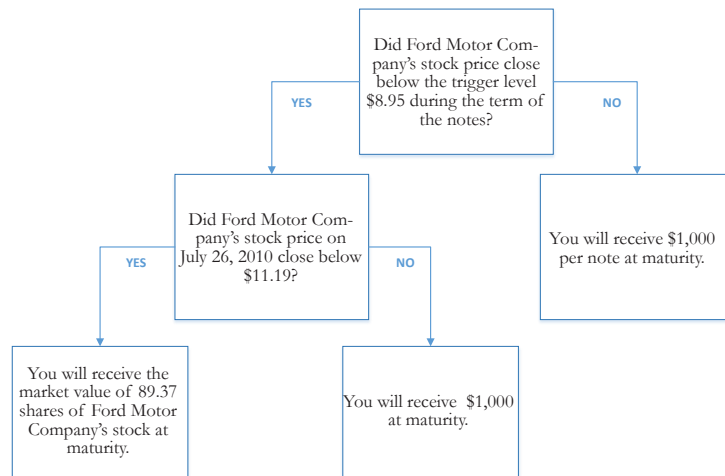 Did Ford Motor Com-
pany's stock price close
below the trigger level
$8.95 during the term of
the notes?
YES
NO
Did Ford Motor Com-
pany's stock price on
July 26, 2010 close below
$11.19?
You will receive $1,000
per note at maturity.
YES
NO
You will receive the
market value of 89.37
shares of Ford Motor
Company's stock at
maturity.
You will receive $1,000
at maturity.